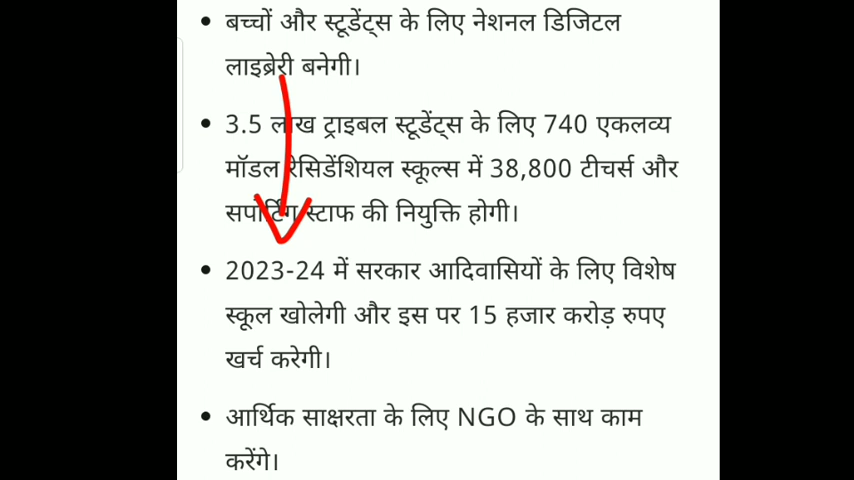 • बच्चों और स्टूडेंट्स के लिए नेशनल डिजिटल
लाइब्रेरी बनेगी।
• 3.5 लाख ट्राइबल स्टूडेंट्स के लिए 740 एकलव्य
मॉडल रेसिडेंशियल स्कूल्स में 38,800 टीचर्स और
सपोर्टिंग स्टाफ की नियुक्ति होगी।
• 2023-24 में सरकार आदिवासियों के लिए विशेष
स्कूल खोलेगी और इस पर 15 हजार करोड़ रुपए
खर्च करेगी।
• आर्थिक साक्षरता के लिए NGO के साथ काम
करेंगे।